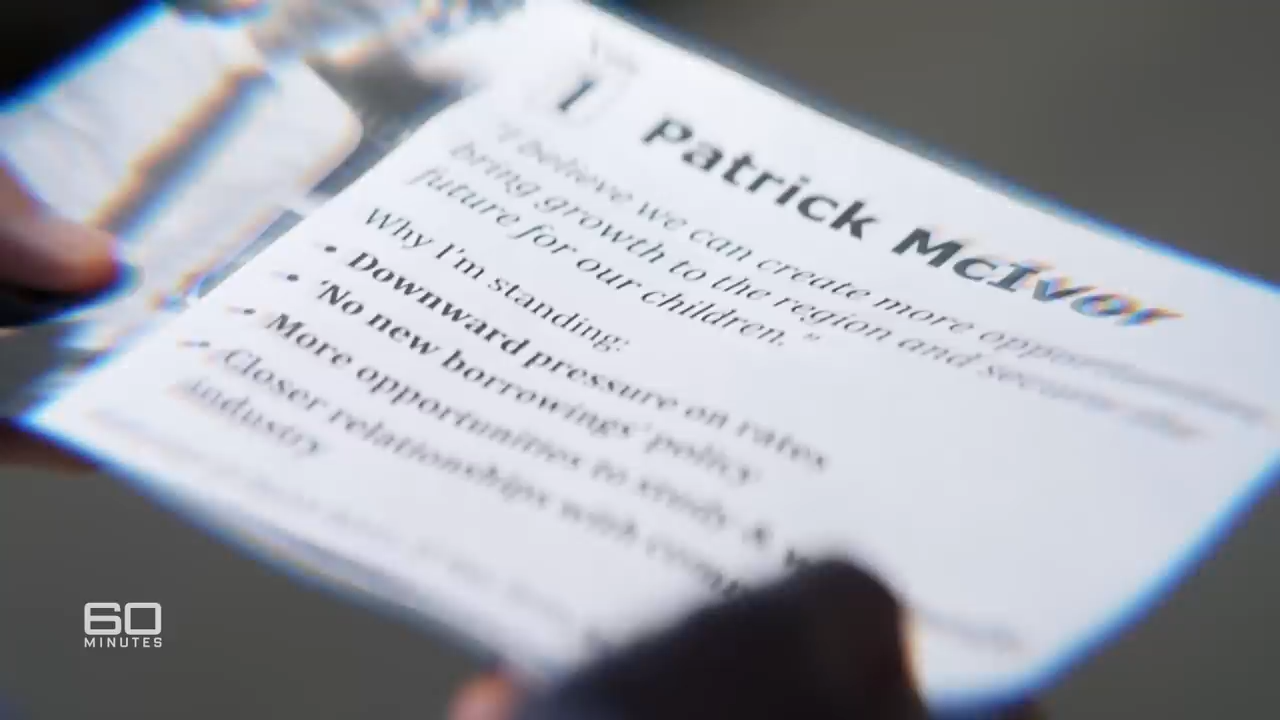 1
Patrick McIvor
"I believe we can create more opportunities
bring growth to the region and secure the
future for our children."
Why I'm standing:
• Downward pressure on rates
• 'No new borrowings' policy
• More opportunities to study &
• Closer relationships with
industry
60
MINUTES